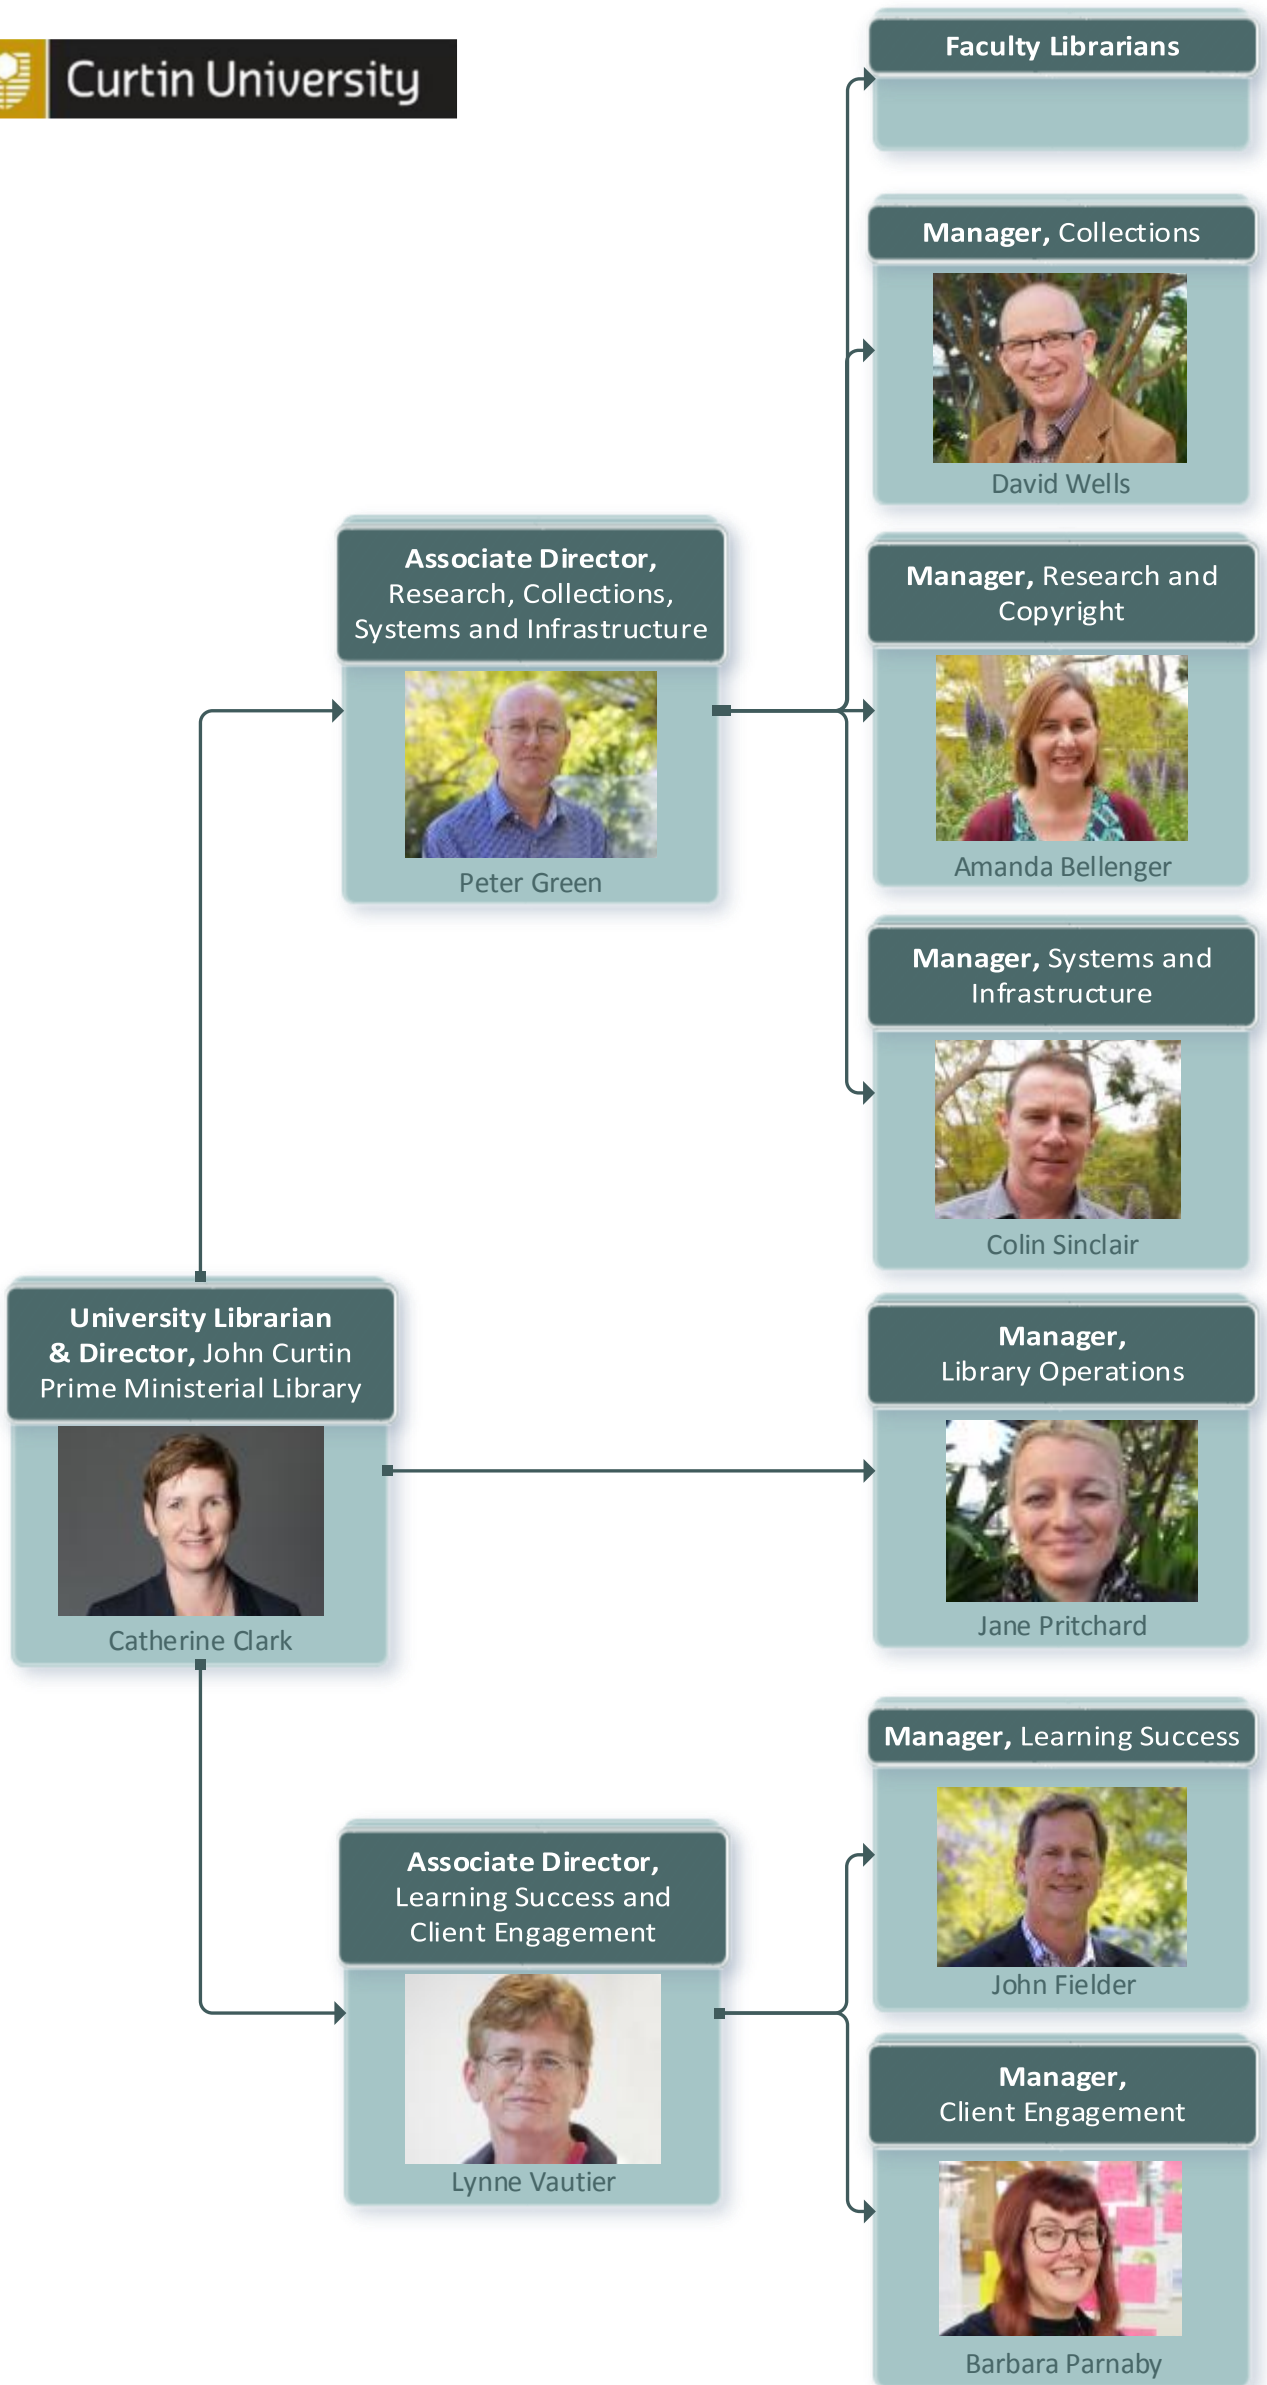 Curtin University
Faculty Librarians
Manager, Collections
David Wells
Associate Director,
Research, Collections,
Systems and Infrastructure
Peter Green
Manager, Research and
Copyright
Amanda Bellenger
Manager, Systems and
Infrastructure
Colin Sinclair
University Librarian
& Director, John Curtin
Prime Ministerial Library
Catherine Clark
Manager,
Library Operations
Jane Pritchard
Manager, Learning Success
John Fielder
Associate Director,
Learning Success and
Client Engagement
Lynne Vautier
Manager,
Client Engagement
Barbara Parnaby